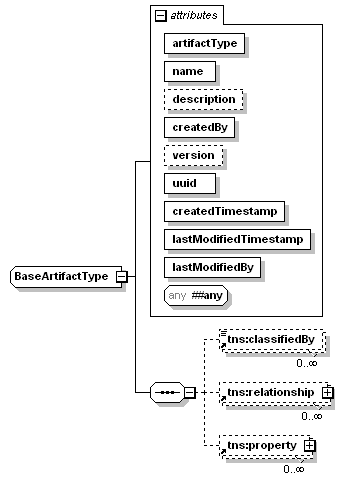 attributes
artifactType
name
description
createdBy
version
uuid
createdTimestamp
lastModifiedTimestamp
lastModifiedBy
any ##any
BaseArtifactType
tns:classifiedBy
0..∞
tns:relationship
0..∞
tns:property
0..∞